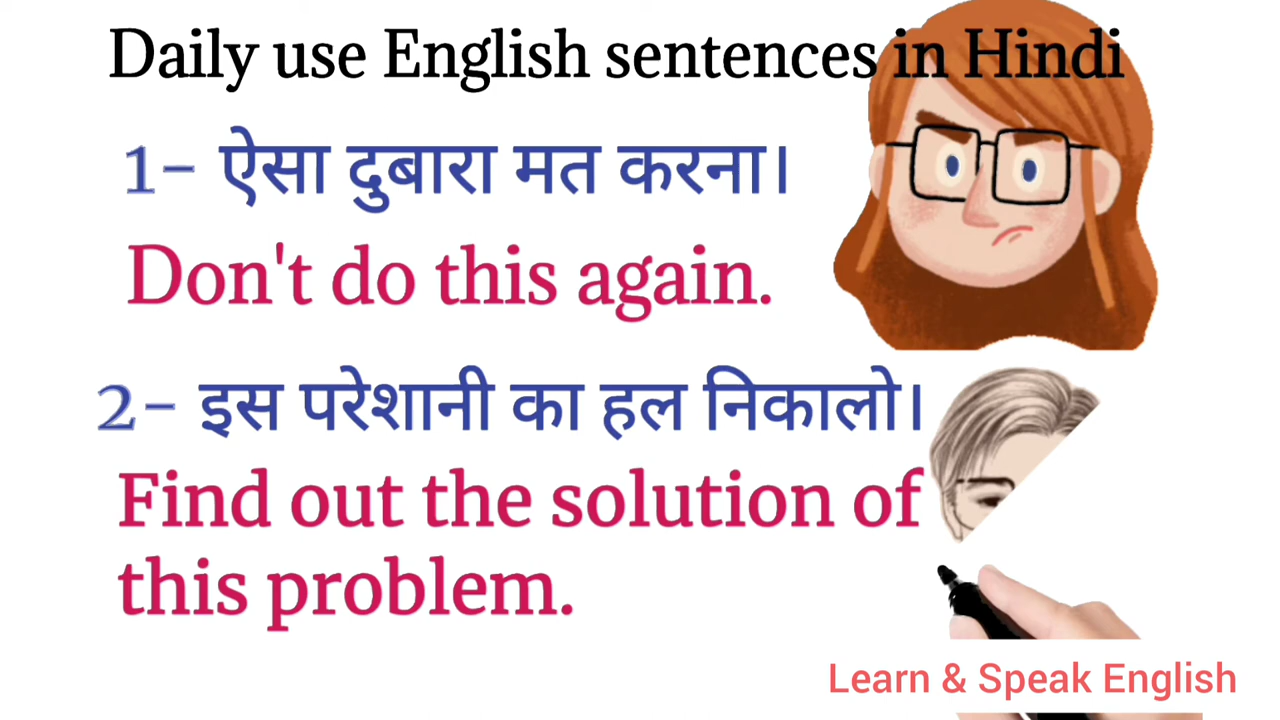 Daily use English sentences in Hindi
1- ऐसा दुबारा मत करना।
Don't do this again.
2- इस परेशानी का हल निकालो।
Find out the solution of
this problem.
Learn & Speak English